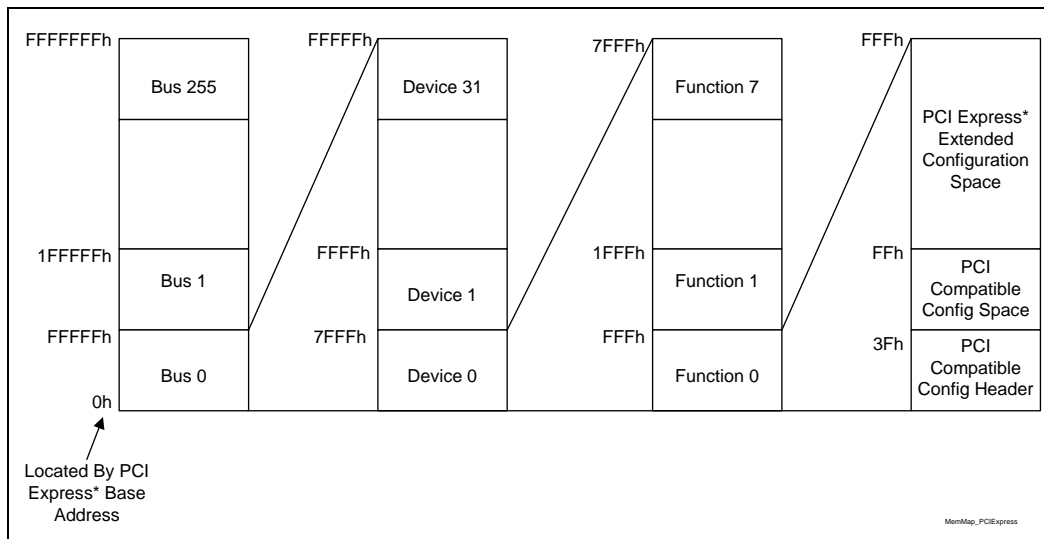 FFFFFFFh
Bus 255
1FFFFFh
Bus 1
FFFFFh
Bus 0
0h
Located By PCI
Express* Base
Address
FFFFFh
Device 31
FFFFh
Device 1
7FFFh
Device 0
7FFFh
Function 7
1FFFh
Function 1
FFFh
Function 0
FFFh
PCI Express*
Extended
Configuration
Space
FFh
PCI
Compatible
Config Space
3Fh
PCI
Compatible
Config Header
MemMap_PCIExpress